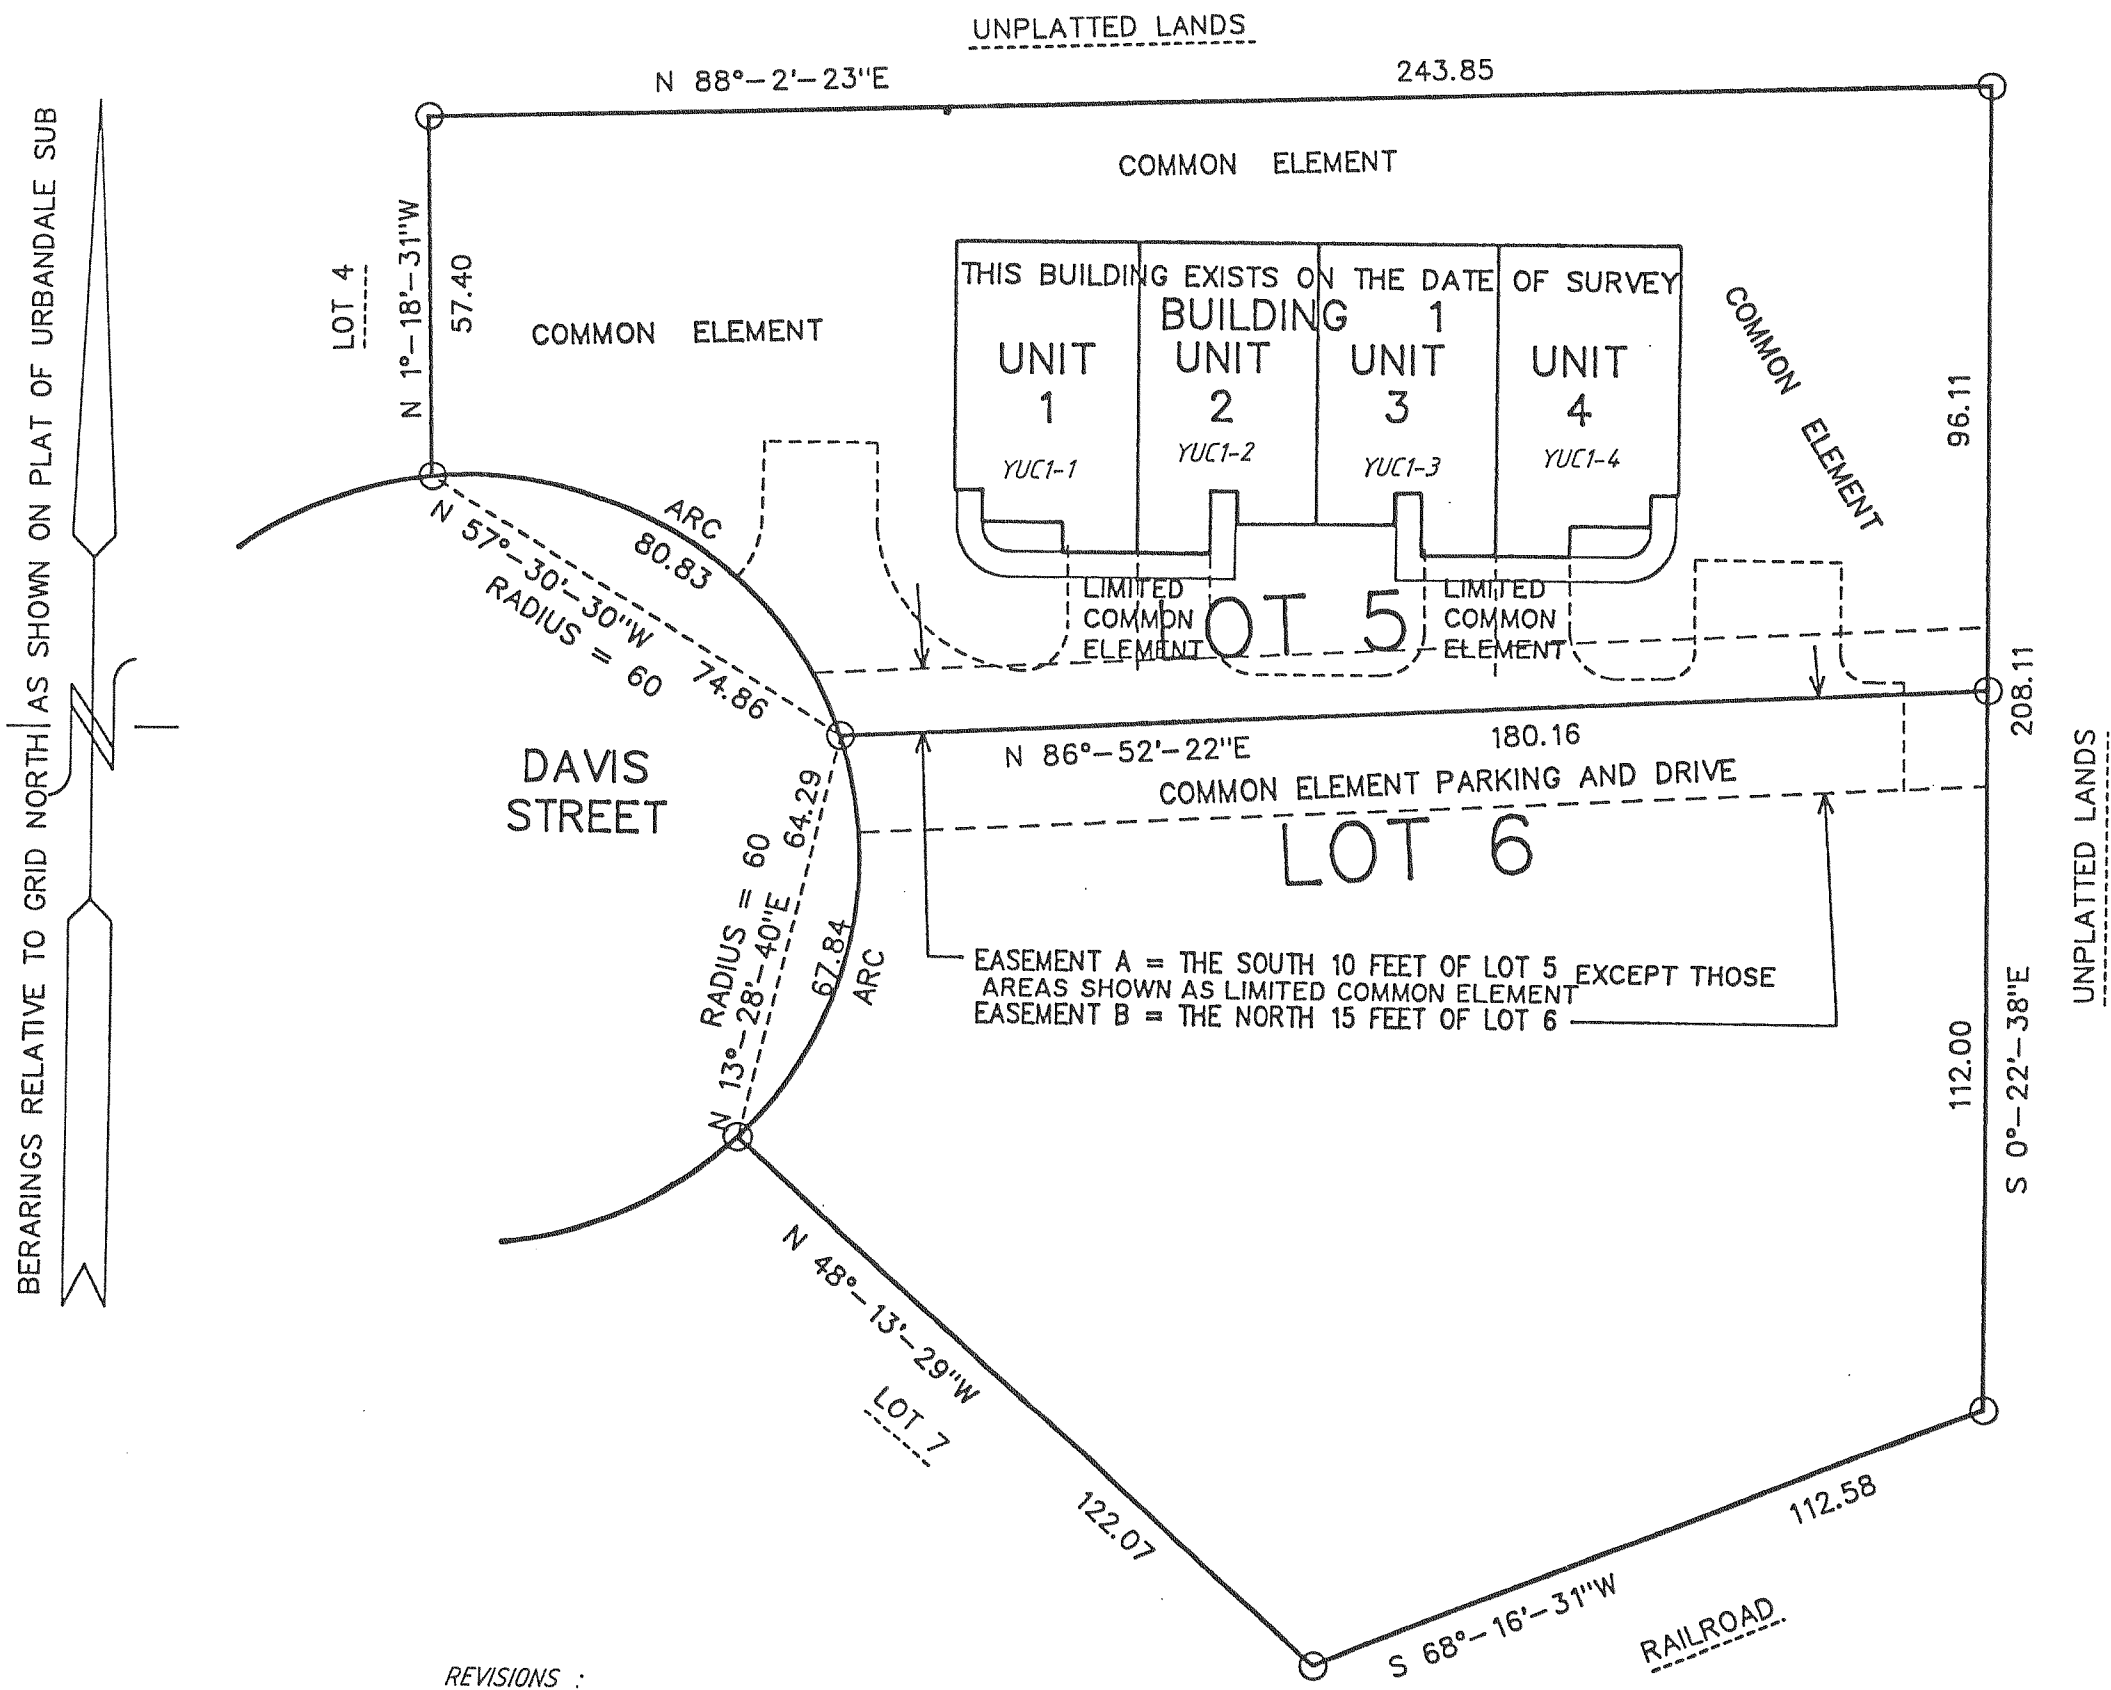 UNPLATTED LANDS
N 88°-2'-23"E
243.85
BERARINGS RELATIVE TO GRID NORTH AS SHOWN ON PLAT OF URBANDALE SUB
N
LOT 4
N 1°-18'-31"W
57.40
COMMON ELEMENT
COMMON ELEMENT
COMMON ELEMENT
THIS BUILDING EXISTS ON THE DATE OF SURVEY
BUILDING 1
UNIT
1
YUC1-1
UNIT
2
YUC1-2
UNIT
3
YUC1-3
UNIT
4
YUC1-4
96.11
208.11
ARC
80.83
N 57°-30'-30"W 74.86
RADIUS = 60
LIMITED
COMMON
ELEMENT
LOT 5
LIMITED
COMMON
ELEMENT
N 86°-52'-22"E
180.16
COMMON ELEMENT PARKING AND DRIVE
LOT 6
DAVIS
STREET
RADIUS = 60
N 13°-28'-40"E 64.29
67.84
ARC
EASEMENT A = THE SOUTH 10 FEET OF LOT 5 EXCEPT THOSE
AREAS SHOWN AS LIMITED COMMON ELEMENT
EASEMENT B = THE NORTH 15 FEET OF LOT 6
UNPLATTED LANDS
112.00
S 0°-22'-38"E
N 48°-13'-29"W
122.07
LOT 7
112.58
S 68°-16'-31"W
RAILROAD
REVISIONS :